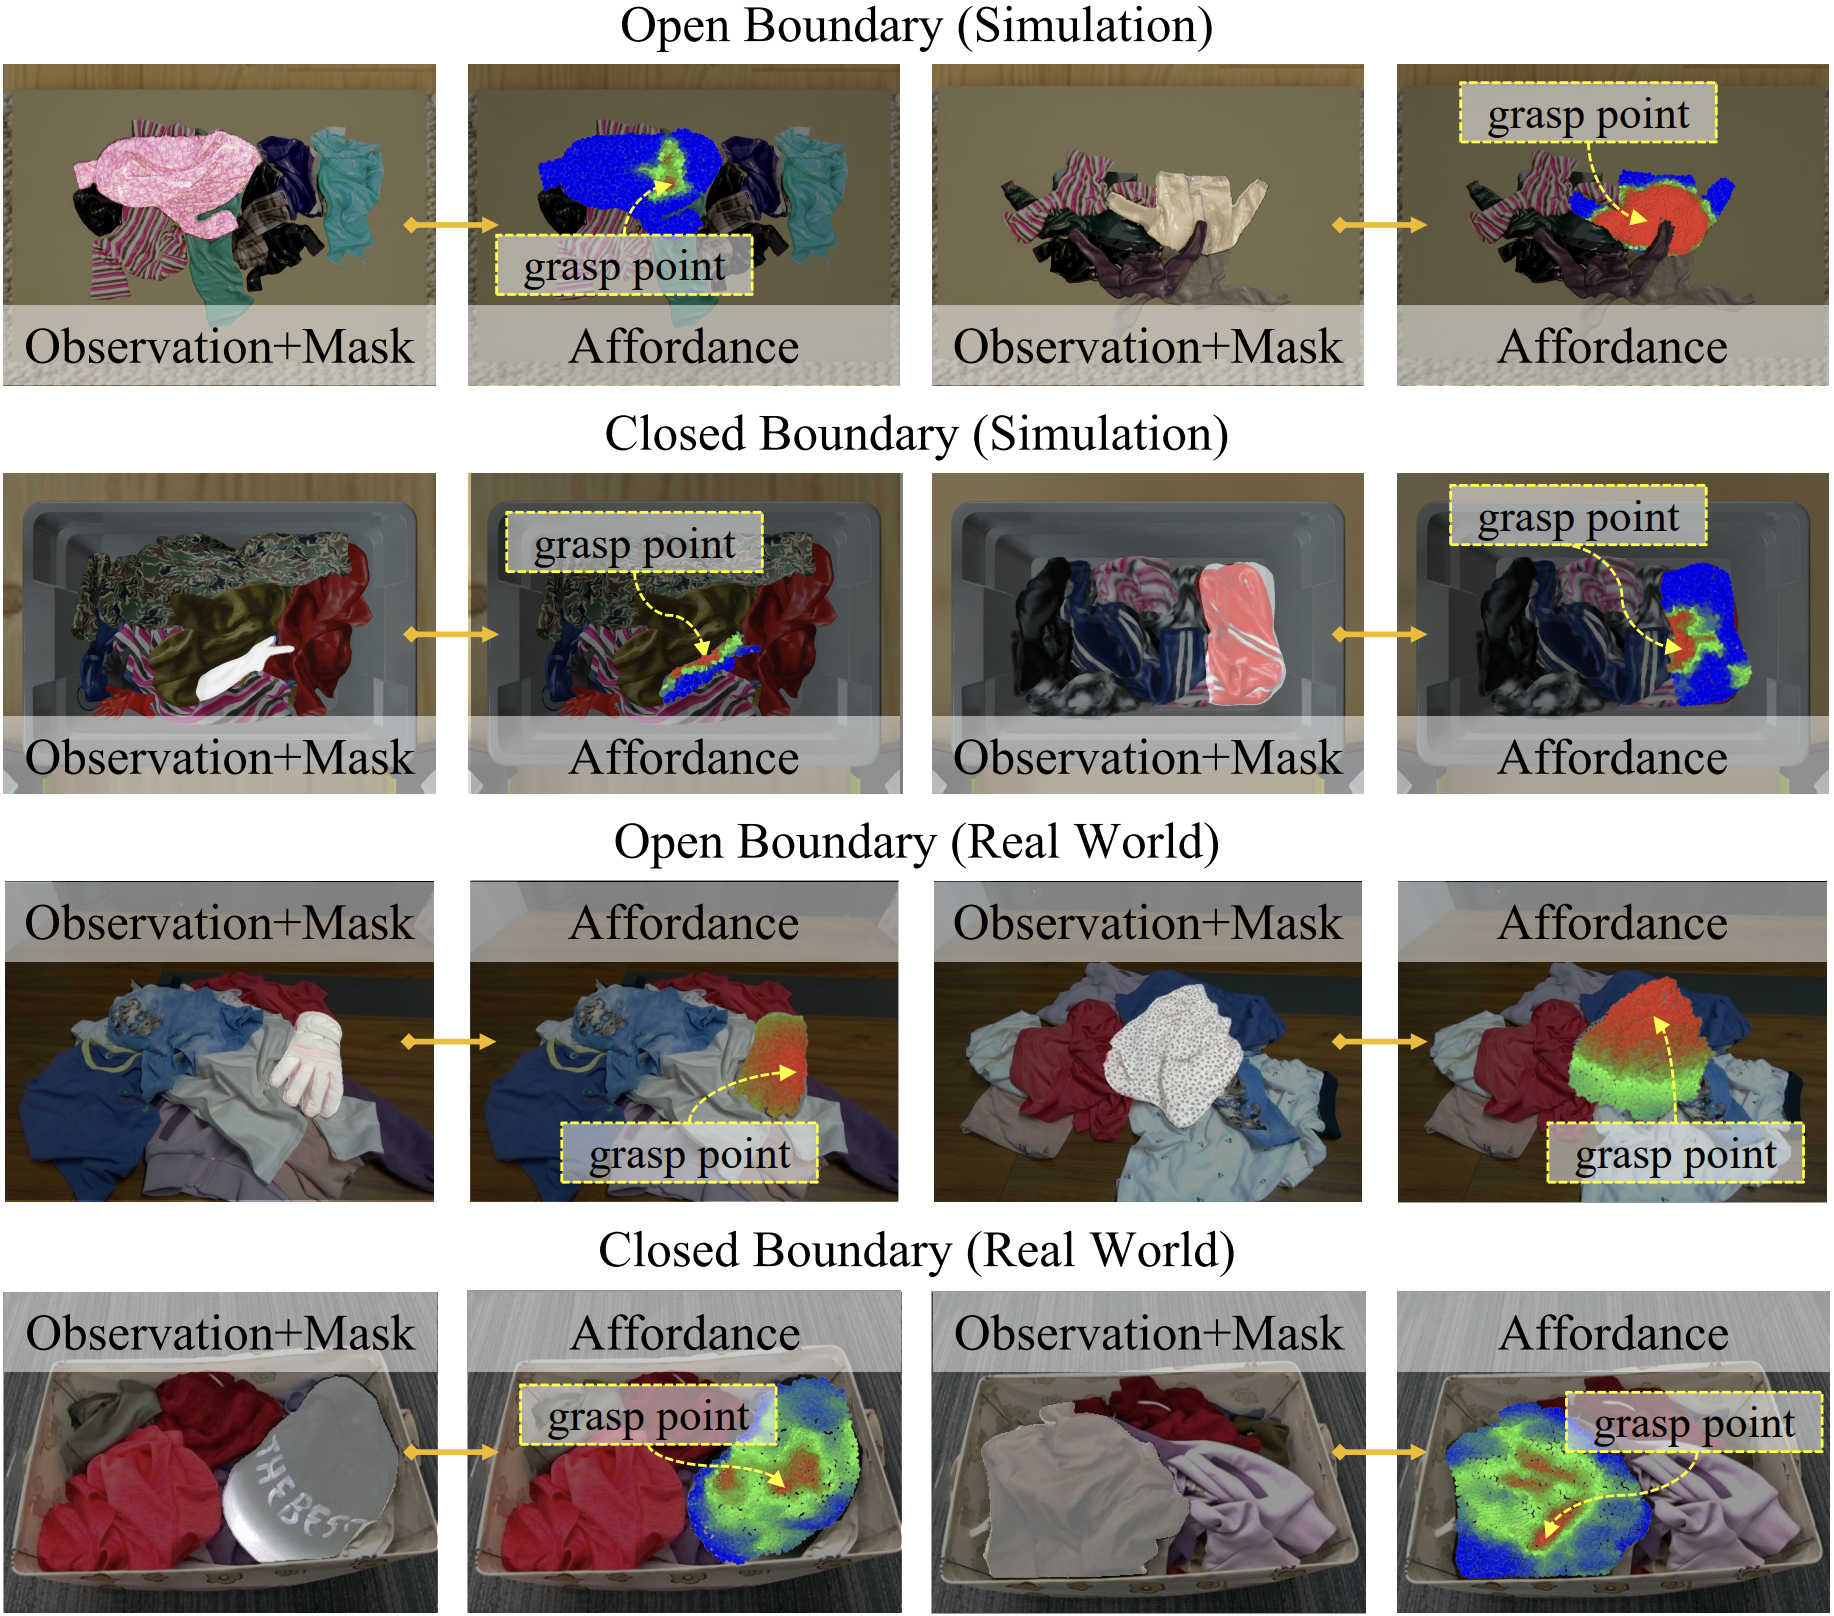 Open Boundary (Simulation)
grasp point
grasp point
Observation+Mask
Affordance
Observation+Mask
Affordance
Closed Boundary (Simulation)
grasp point
grasp point
Observation+Mask
Affordance
Observation+Mask
Affordance
Open Boundary (Real World)
Observation+Mask
Affordance
Observation+Mask
Affordance
grasp point
grasp point
Closed Boundary (Real World)
Observation+Mask
Affordance
Observation+Mask
Affordance
grasp point
grasp point
THEBEST